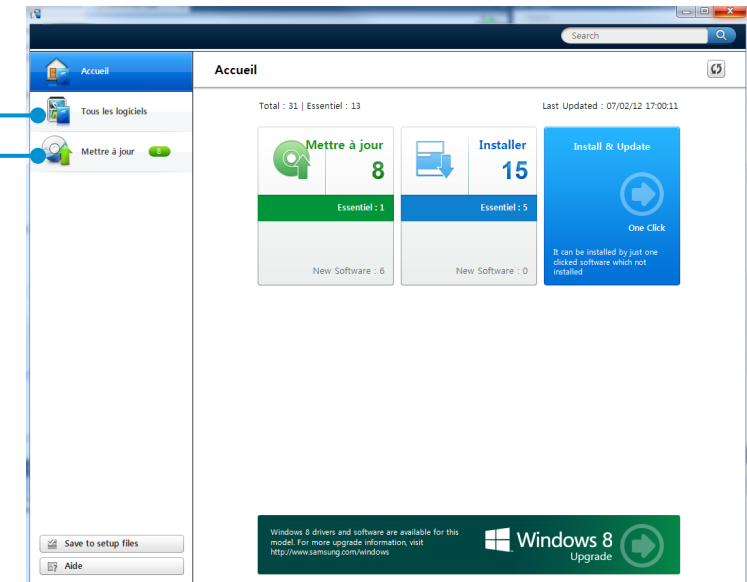 Search
Accueil
Accueil
Tous les logiciels
Mettre à jour 8
Total : 31 | Essentiel : 13
Last Updated : 07/02/12 17:00:11
Mettre à jour
8
Essentiel : 1
New Software : 6
Installer
15
Essentiel : 5
New Software : 0
Install & Update
One Click
It can be installed by just one
clicked software which not
installed
Windows 8 drivers and software are available for this
model. For more upgrade information, visit
http://www.samsung.com/windows
Windows 8
Upgrade
Save to setup files
Aide